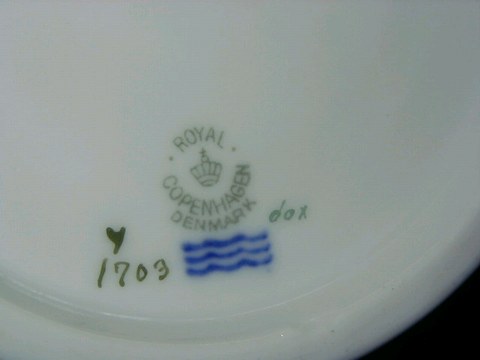 ROYAL
COPENHAGEN
DENMARK
dox
1703